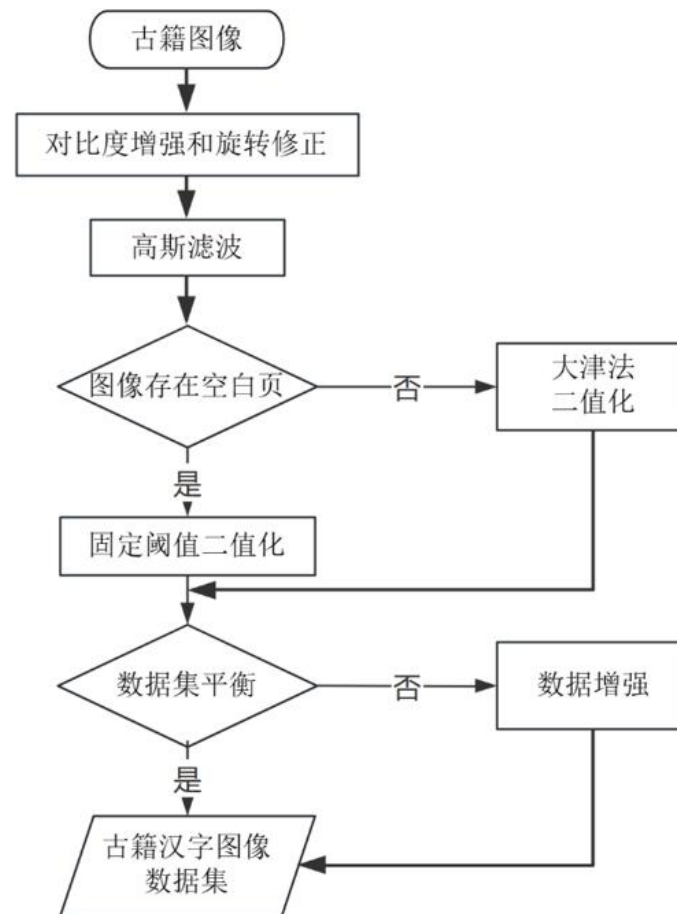 古籍图像
对比度增强和旋转修正
高斯滤波
图像存在空白页
否
大津法
二值化
是
固定阈值二值化
数据集平衡
否
数据增强
是
古籍汉字图像
数据集